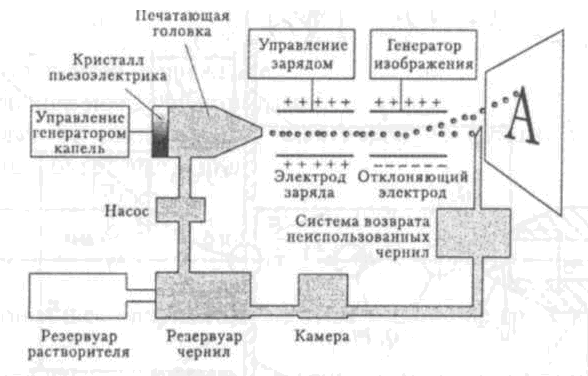 Печатающая
головка
Кристалл
пьезоэлектрика
Управление
зарядом
Генератор
изображения
Управление
генератором
капель
+ + + + +
+ + + + +
А
+ + + + +
− − − − −
Электрод
заряда
Отклоняющий
электрод
Насос
Система возврата
неиспользованных
чернил
Резервуар
растворителя
Резервуар
чернил
Камера